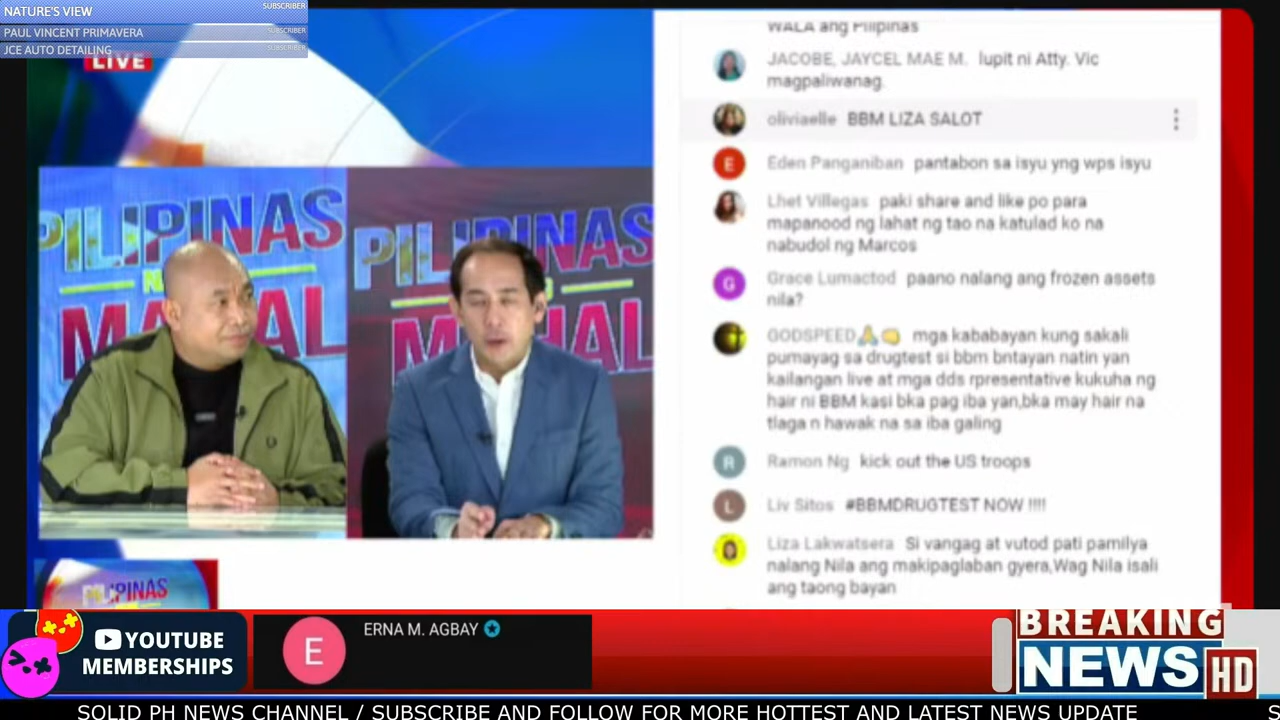 NATURE'S VIEW
SUBSCRIBER
PAUL VINCENT PRIMAVERA
SUBSCRIBER
JCE AUTO DETAILING
SUBSCRIBER
LIVE
PILIPINAS
MAHAL
PILIPINAS
MAHAL
WALA ang Pilipinas
JACOBE, JAYCEL MAE M. lupit ni Atty. Vic
magpaliwanag.
oliviaelle BBM LIZA SALOT
E
Eden Panganiban pantabon sa isyu yng wps isyu
Lhet Villegas paki share and like po para
mapanood ng lahat ng tao na katulad ko na
nabudol ng Marcos
G
Grace Lumactod paano nalang ang frozen assets
nila?
GODSPEED🙏👊 mga kababayan kung sakali
pumayag sa drugtest si bbm bntayan natin yan
kailangan live at mga dds rpresentative kukuha ng
hair ni BBM kasi bka pag iba yan,bka may hair na
tlaga n hawak na sa iba galing
R
Ramon Ng kick out the US troops
L
Liv Sitos #BBMDRUGTEST NOW !!!!
Liza Lakwatsera Si vangag at vutod pati pamilya
nalang Nila ang makipaglaban gyera,Wag Nila isali
ang taong bayan
PILIPINAS
YOUTUBE
MEMBERSHIPS
E
ERNA M. AGBAY
BREAKING
NEWS HD
SOLID PH NEWS CHANNEL / SUBSCRIBE AND FOLLOW FOR MORE HOTTEST AND LATEST NEWS UPDATE
S